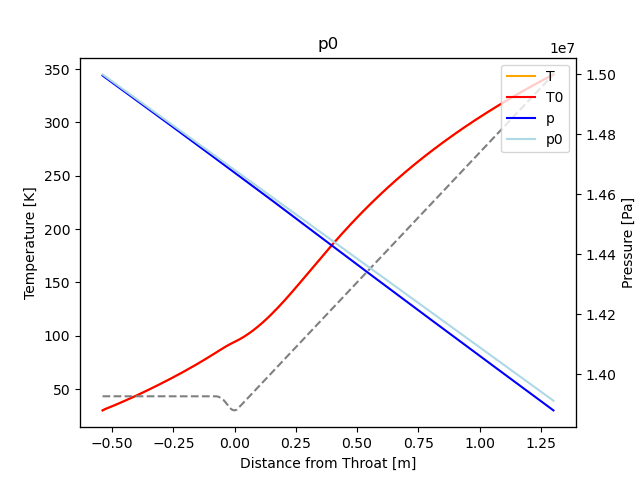 p0
1e7
350
300
250
200
150
100
50
Temperature [K]
T
T0
p
p0
1.50
1.48
1.46
1.44
1.42
1.40
Pressure [Pa]
−0.50
−0.25
0.00
0.25
0.50
0.75
1.00
1.25
Distance from Throat [m]